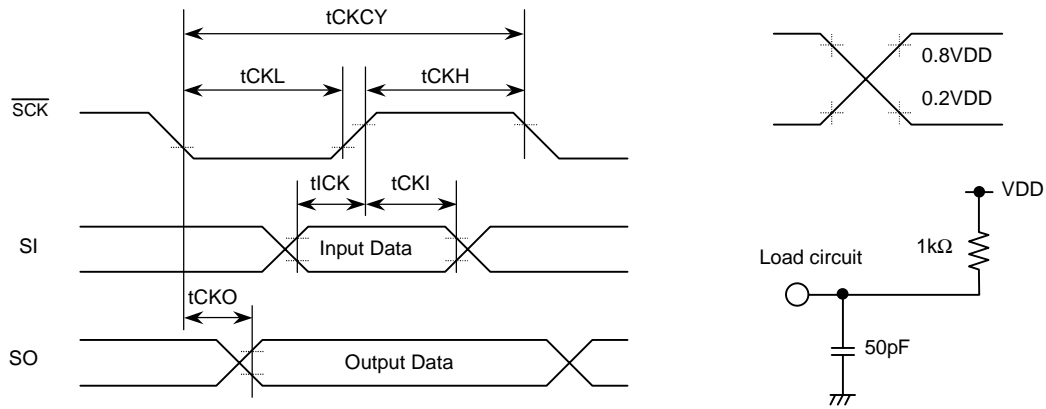 tCKCY
tCKL
tCKH
SCK
tICK
tCKI
SI
Input Data
tCKO
SO
Output Data
0.8VDD
0.2VDD
VDD
1kΩ
Load circuit
50pF